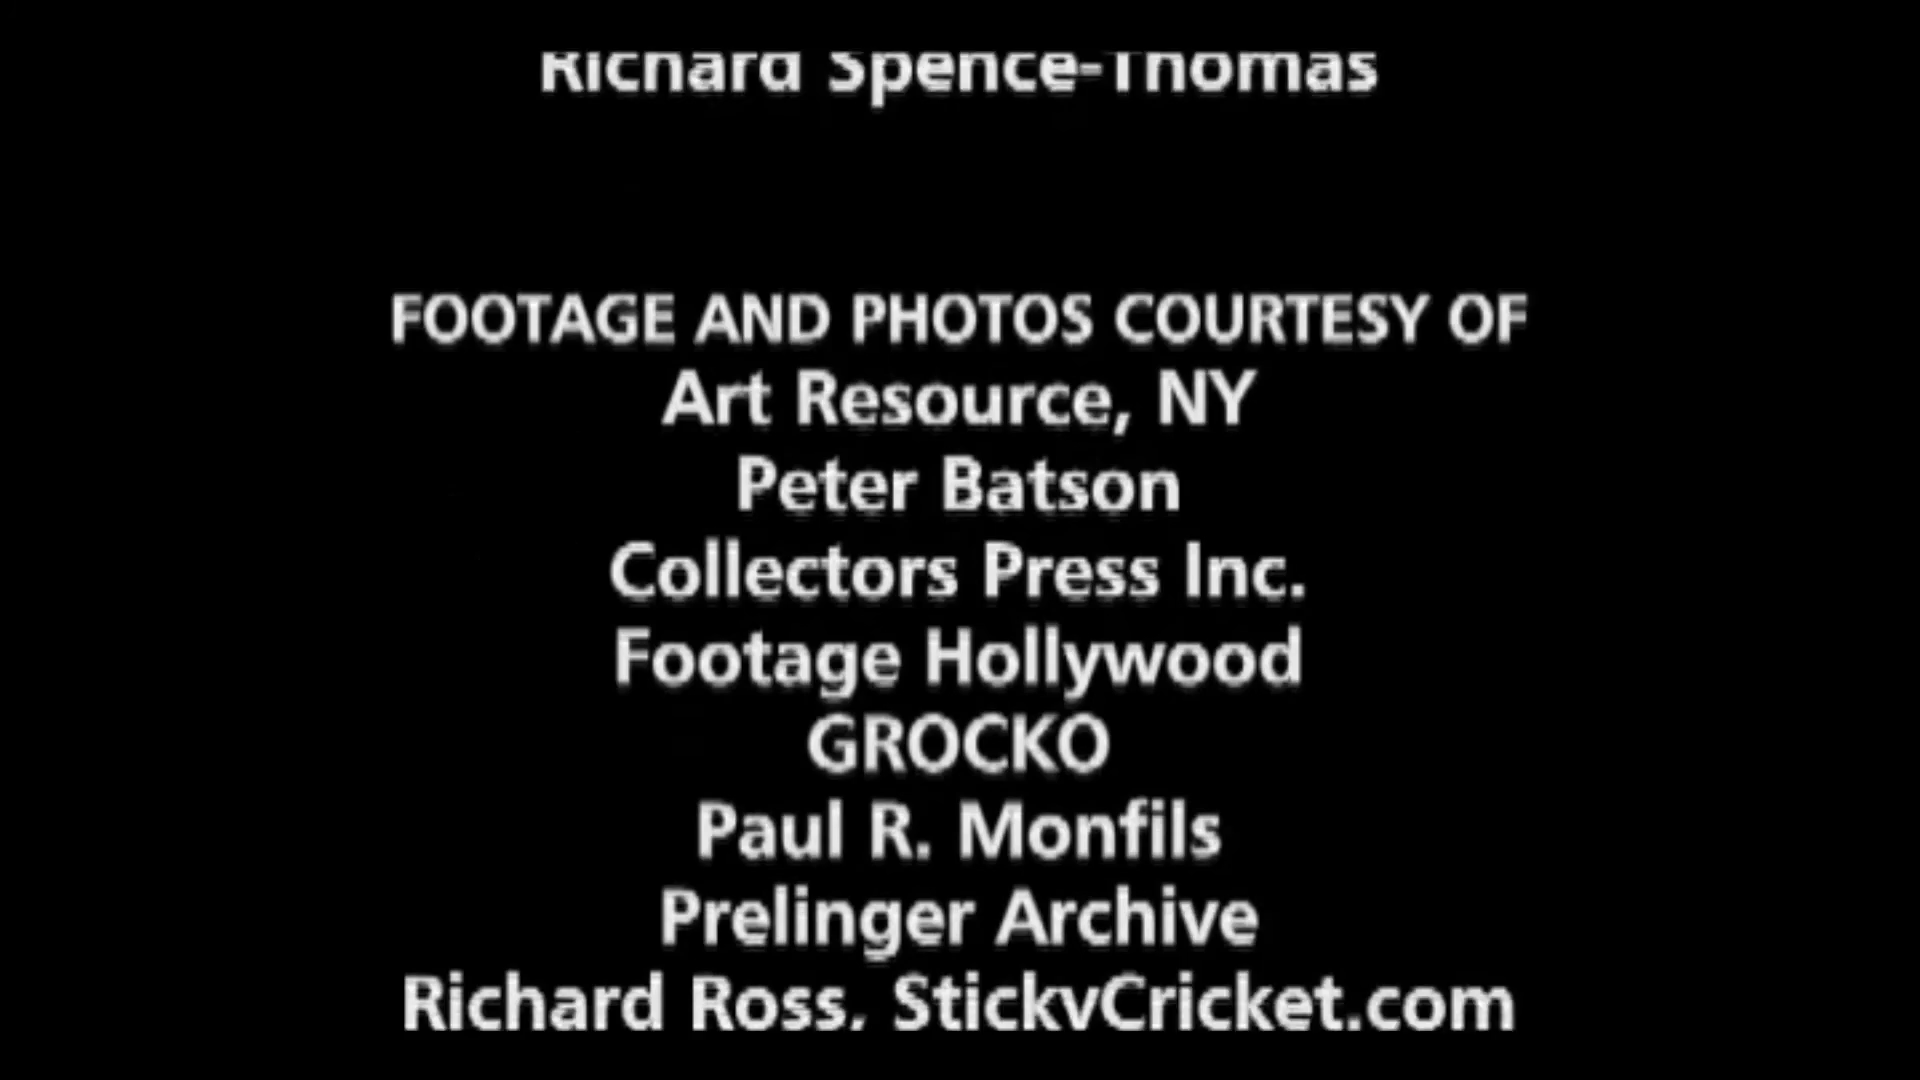 Richard Spence-Thomas
FOOTAGE AND PHOTOS COURTESY OF
Art Resource, NY
Peter Batson
Collectors Press Inc.
Footage Hollywood
GROCKO
Paul R. Monfils
Prelinger Archive
Richard Ross, StickyCricket.com